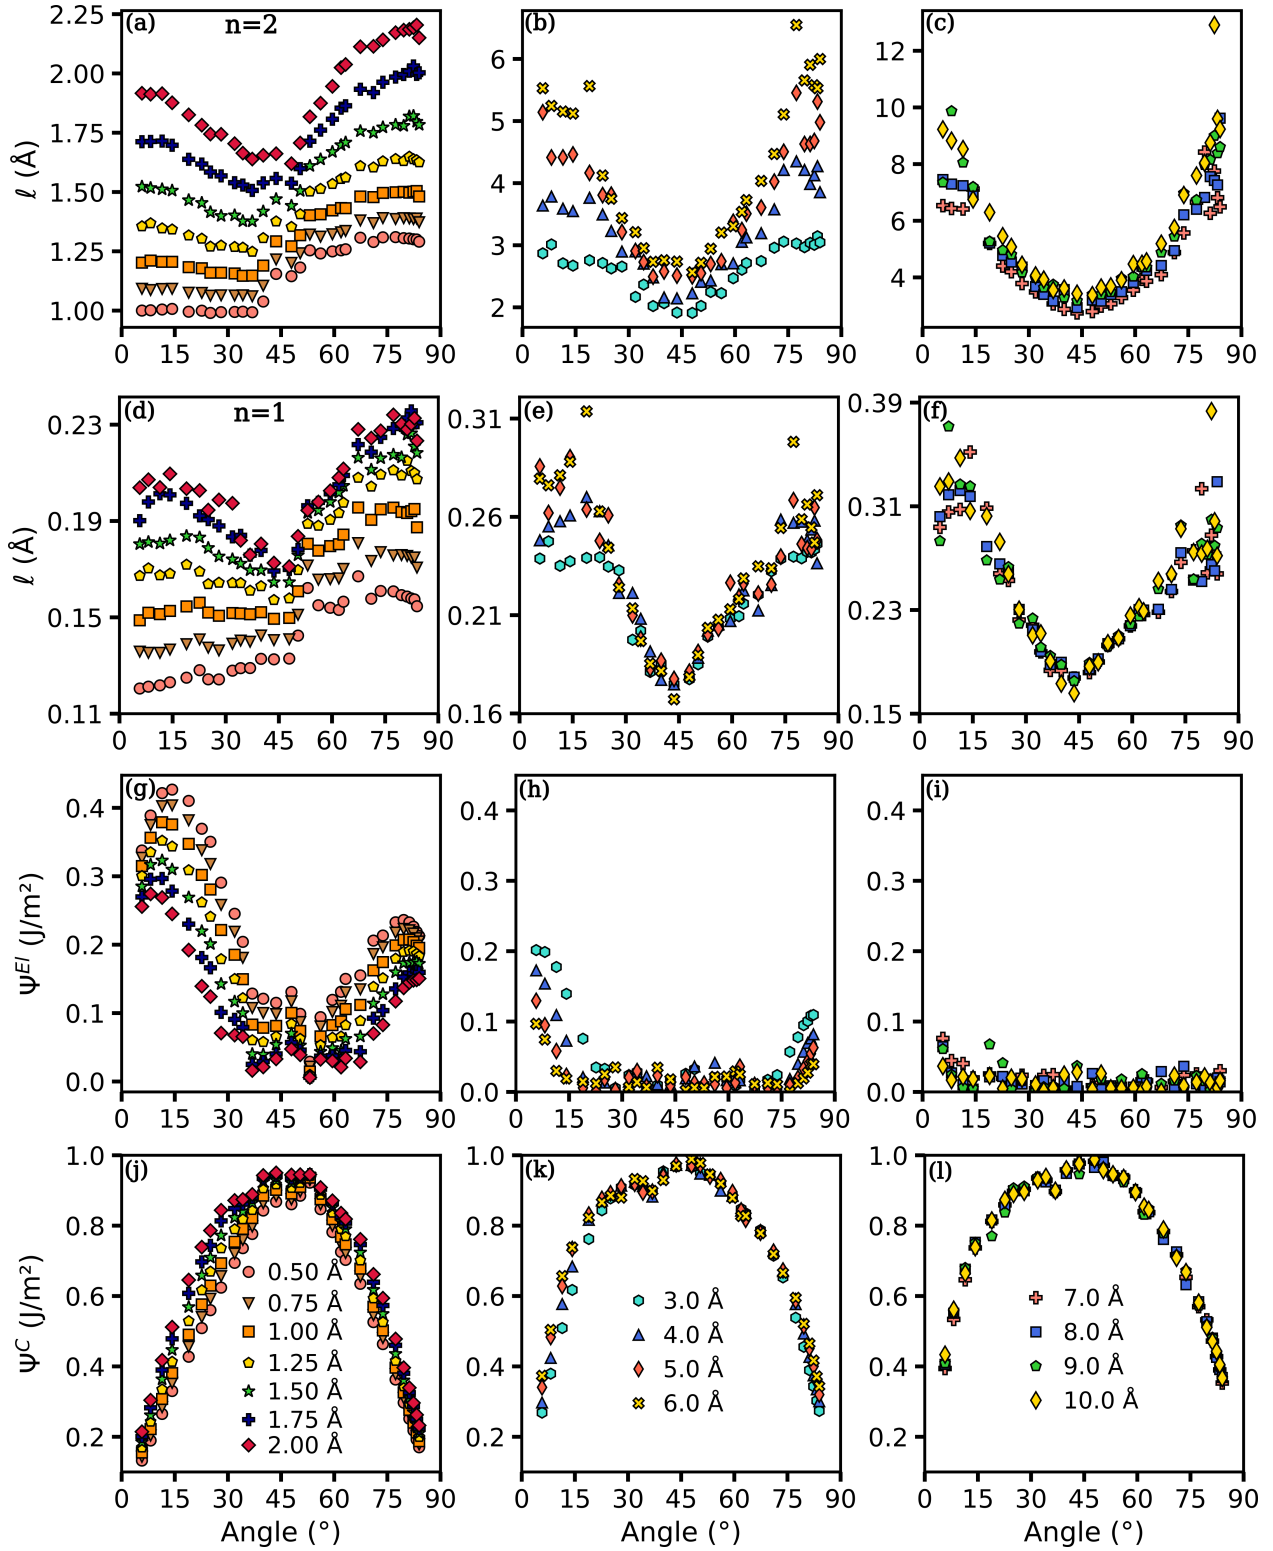 (a) n=2
(b)
(c)
2.25
2.00
1.75
1.50
1.25
1.00
ℓ (Å)
0 15 30 45 60 75 90
6
5
4
3
2
0 15 30 45 60 75 90
12
10
8
6
4
0 15 30 45 60 75 90
(d) n=1
(e)
(f)
0.23
0.19
0.15
0.11
ℓ (Å)
0 15 30 45 60 75 90
0.31
0.26
0.21
0.16
0 15 30 45 60 75 90
0.39
0.31
0.23
0.15
0 15 30 45 60 75 90
(g)
(h)
(i)
0.4
0.3
0.2
0.1
0.0
Ψ^El (J/m²)
0 15 30 45 60 75 90
0.4
0.3
0.2
0.1
0.0
0 15 30 45 60 75 90
0.4
0.3
0.2
0.1
0.0
0 15 30 45 60 75 90
(j)
(k)
(l)
1.0
0.8
0.6
0.4
0.2
Ψ^C (J/m²)
0.50 Å
0.75 Å
1.00 Å
1.25 Å
1.50 Å
1.75 Å
2.00 Å
0 15 30 45 60 75 90
Angle (°)
1.0
0.8
0.6
0.4
0.2
3.0 Å
4.0 Å
5.0 Å
6.0 Å
0 15 30 45 60 75 90
Angle (°)
1.0
0.8
0.6
0.4
0.2
7.0 Å
8.0 Å
9.0 Å
10.0 Å
0 15 30 45 60 75 90
Angle (°)